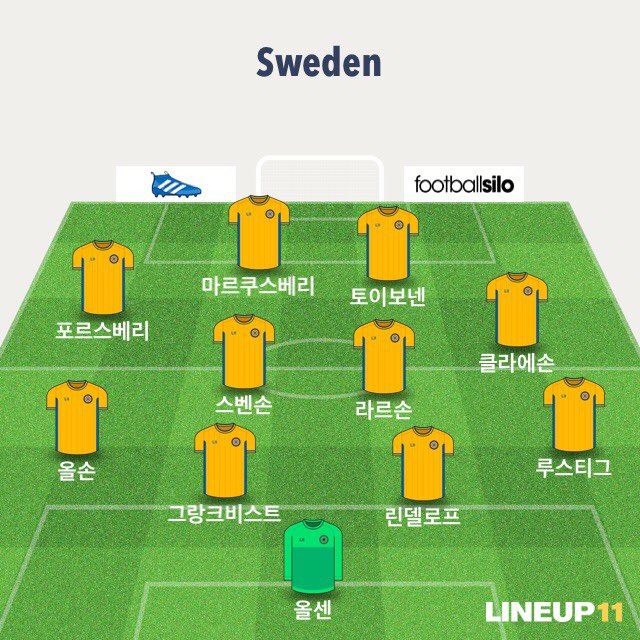 Sweden
footballsilo
마르쿠스베리
토이보넨
포르스베리
클라에손
스벤손
라르손
올손
루스티그
그랑크비스트
린델로프
올센
LINEUP11